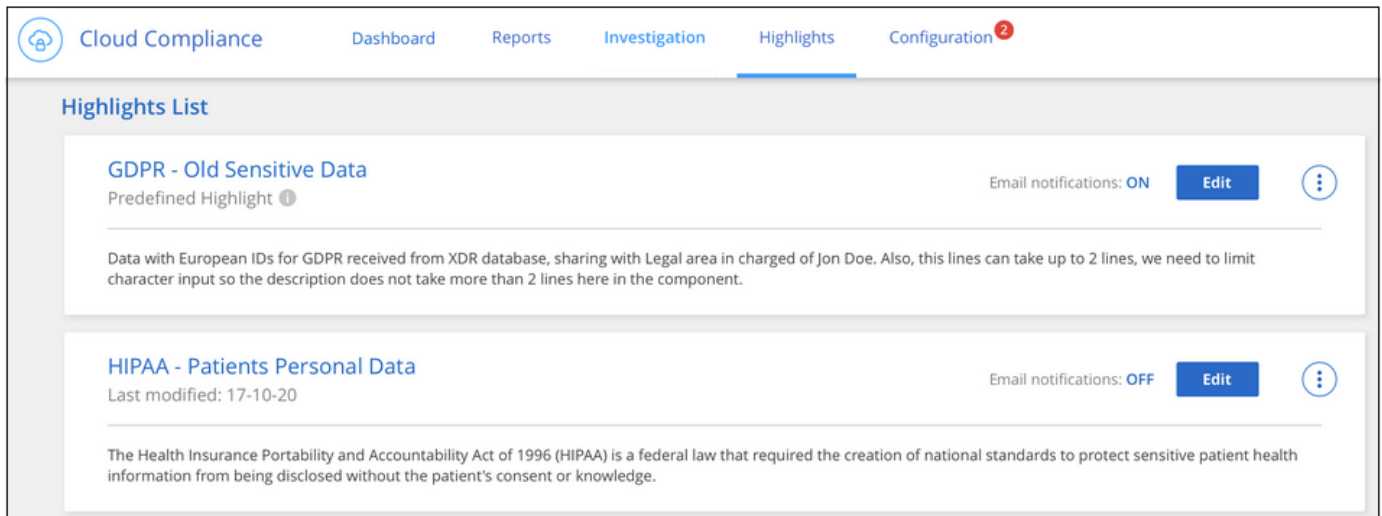 Cloud Compliance Dashboard Reports Investigation Highlights Configuration 2
Highlights List
GDPR - Old Sensitive Data
Predefined Highlight i
Email notifications: ON Edit
Data with European IDs for GDPR received from XDR database, sharing with Legal area in charged of Jon Doe. Also, this lines can take up to 2 lines, we need to limit
character input so the description does not take more than 2 lines here in the component.
HIPAA - Patients Personal Data
Last modified: 17-10-20
Email notifications: OFF Edit
The Health Insurance Portability and Accountability Act of 1996 (HIPAA) is a federal law that required the creation of national standards to protect sensitive patient health
information from being disclosed without the patient's consent or knowledge.